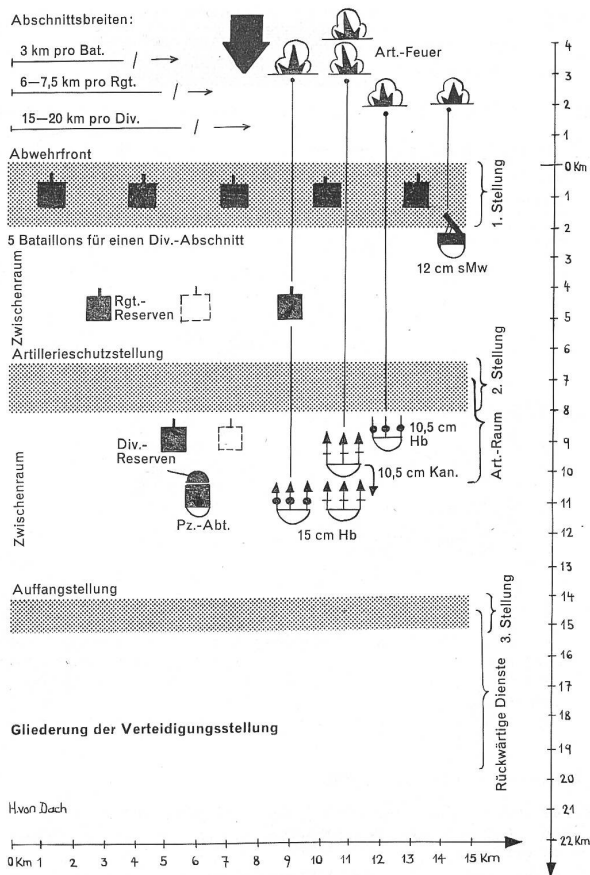 Abschnittsbreiten:
3 km pro Bat.
6—7,5 km pro Rgt.
15—20 km pro Div.
Art.-Feuer
Abwehrfront
1. Stellung
5 Bataillons für einen Div.-Abschnitt
12 cm sMw
Zwischenraum
Rgt.-
Reserven
Artillerieschutzstellung
2. Stellung
Art.-Raum
10,5 cm
Hb
Div.-
Reserven
10,5 cm Kan.
Zwischenraum
Pz.-Abt.
15 cm Hb
Auffangstellung
3. Stellung
Rückwärtige Dienste
Gliederung der Verteidigungsstellung
H. von Dach
4
3
2
1
0 Km
1
2
3
4
5
6
7
8
9
10
11
12
13
14
15
16
17
18
19
20
21
22 Km
0 Km 1 2 3 4 5 6 7 8 9 10 11 12 13 14 15 Km